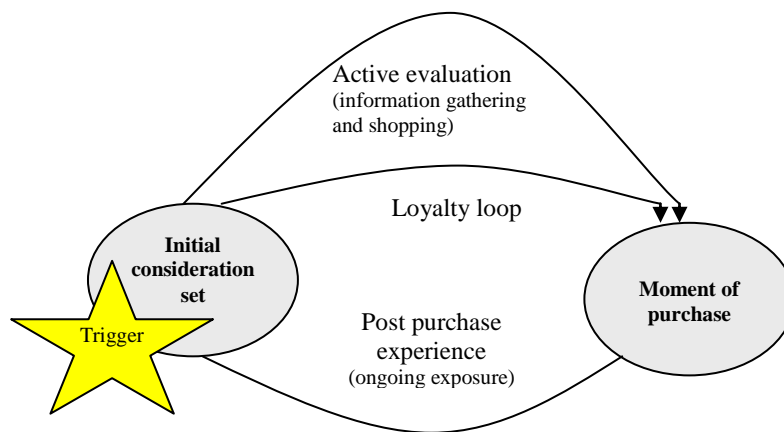 Active evaluation
(information gathering
and shopping)
Loyalty loop
Initial
consideration
set
Trigger
Moment of
purchase
Post purchase
experience
(ongoing exposure)